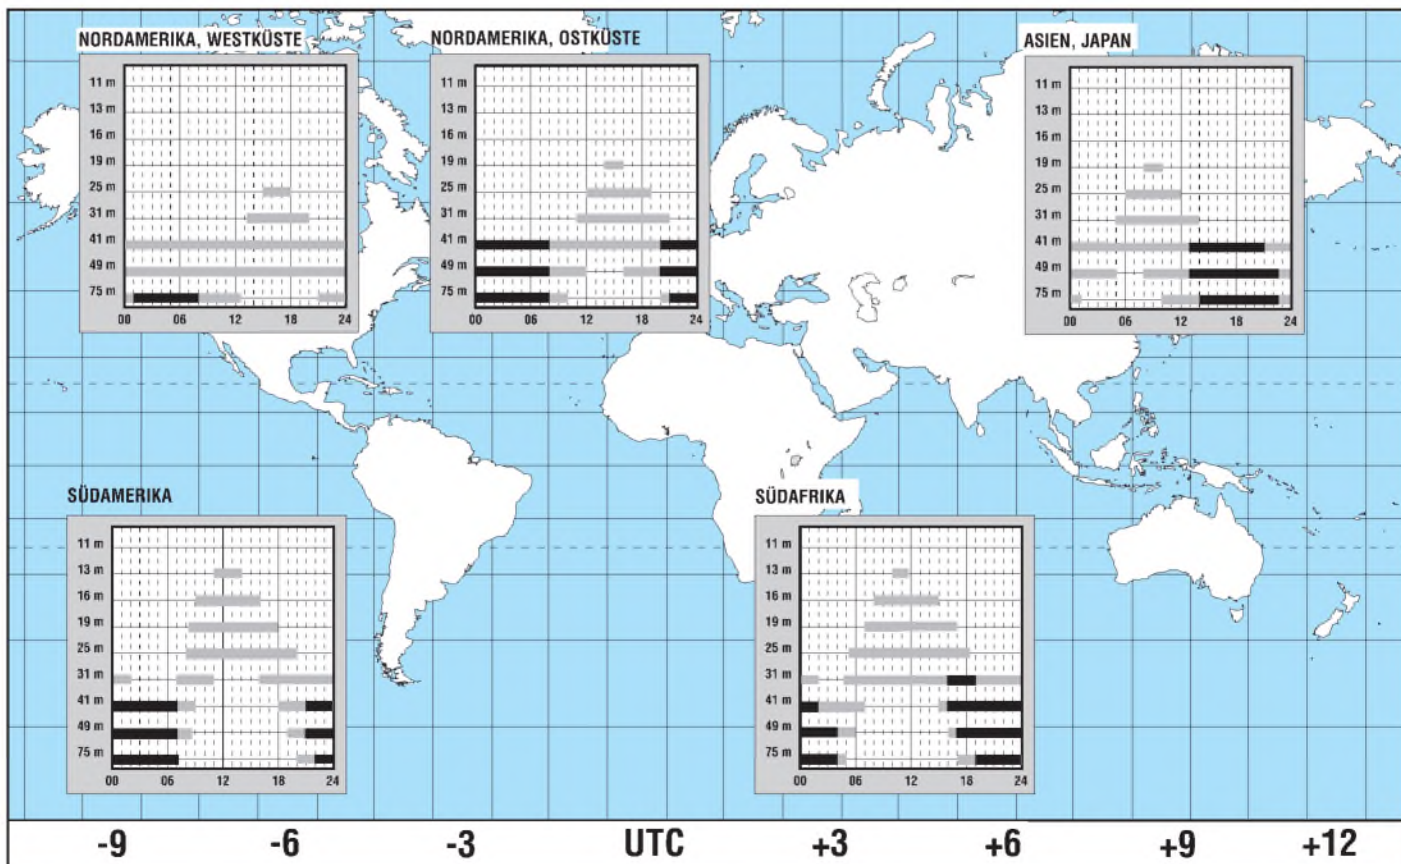 NORDAMERIKA, WESTKÜSTE
11 m
13 m
16 m
19 m
25 m
31 m
41 m
49 m
75 m
00 06 12 18 24
NORDAMERIKA, OSTKÜSTE
11 m
13 m
16 m
19 m
25 m
31 m
41 m
49 m
75 m
00 06 12 18 24
ASIEN, JAPAN
11 m
13 m
16 m
19 m
25 m
31 m
41 m
49 m
75 m
00 06 12 18 24
SÜDAMERIKA
11 m
13 m
16 m
19 m
25 m
31 m
41 m
49 m
75 m
00 06 12 18 24
SÜDAFRIKA
11 m
13 m
16 m
19 m
25 m
31 m
41 m
49 m
75 m
00 06 12 18 24
-9 -6 -3 UTC +3 +6 +9 +12